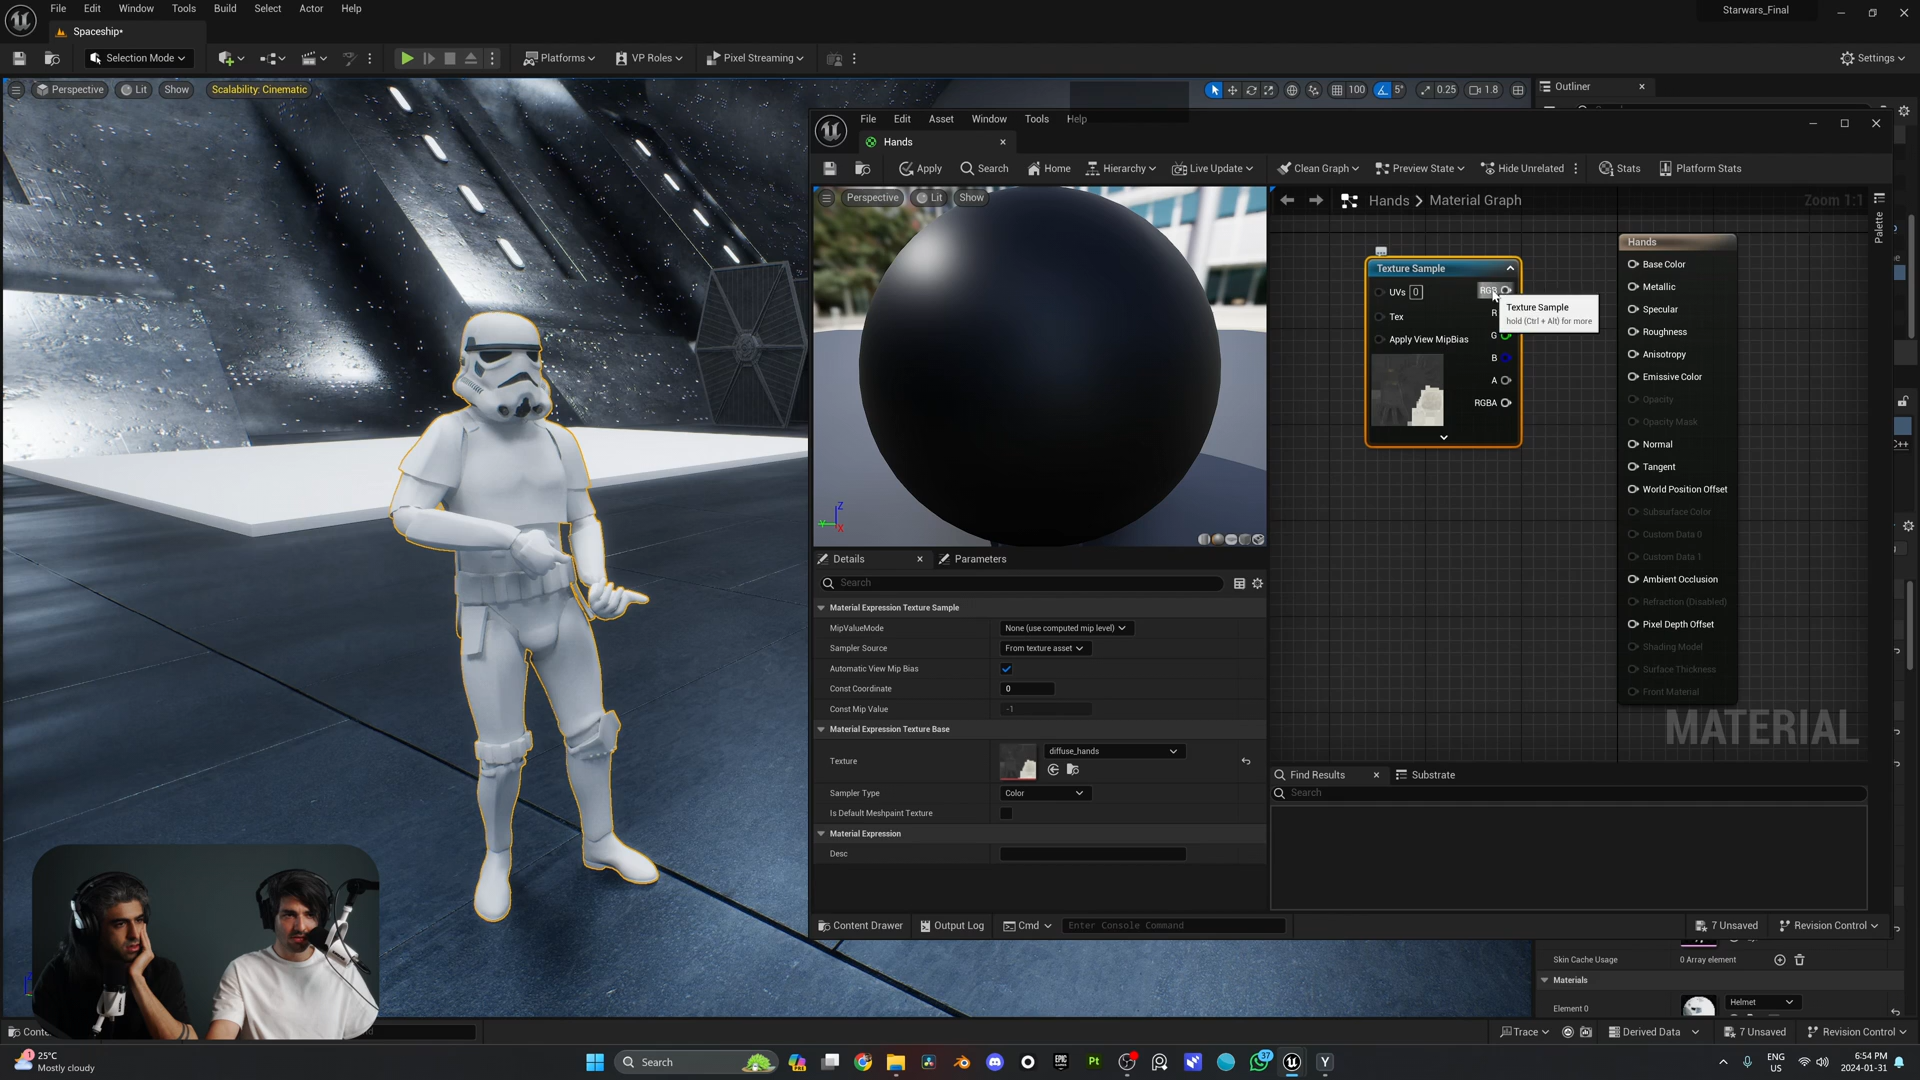 File Edit Window Tools Build Select Actor Help
Starwars_Final
Spaceship*
Selection Mode
Platforms
VP Roles
Pixel Streaming
Settings
Perspective
Lit
Show
Scalability: Cinematic
100
5°
0.25
1.8
Outliner
File Edit Asset Window Tools Help
Hands
Apply
Search
Home
Hierarchy
Live Update
Clean Graph
Preview State
Hide Unrelated
Stats
Platform Stats
Perspective
Lit
Show
Hands > Material Graph
Zoom 1:1
Palette
Texture Sample
UVs 0
Tex
Apply View MipBias
RGB
R
G
B
A
RGBA
Texture Sample
hold (Ctrl + Alt) for more
Hands
Base Color
Metallic
Specular
Roughness
Anisotropy
Emissive Color
Opacity
Opacity Mask
Normal
Tangent
World Position Offset
Subsurface Color
Custom Data 0
Custom Data 1
Ambient Occlusion
Refraction (Disabled)
Pixel Depth Offset
Shading Model
Surface Thickness
Front Material
MATERIAL
Z
Y
X
Details
Parameters
Search
Material Expression Texture Sample
MipValueMode
None (use computed mip level)
Sampler Source
From texture asset
Automatic View Mip Bias
Const Coordinate
0
Const Mip Value
-1
Material Expression Texture Base
Texture
diffuse_hands
Sampler Type
Color
Is Default Meshpaint Texture
Material Expression
Desc
Find Results
Substrate
Search
C++
Content Drawer
Output Log
Cmd
Enter Console Command
7 Unsaved
Revision Control
Skin Cache Usage
0 Array element
Materials
Element 0
Helmet
Trace
Derived Data
7 Unsaved
Revision Control
1
25°C
Mostly cloudy
Search
PRE
EPIC
GAMES
Pt
37
Y
ENG
US
6:54 PM
2024-01-31